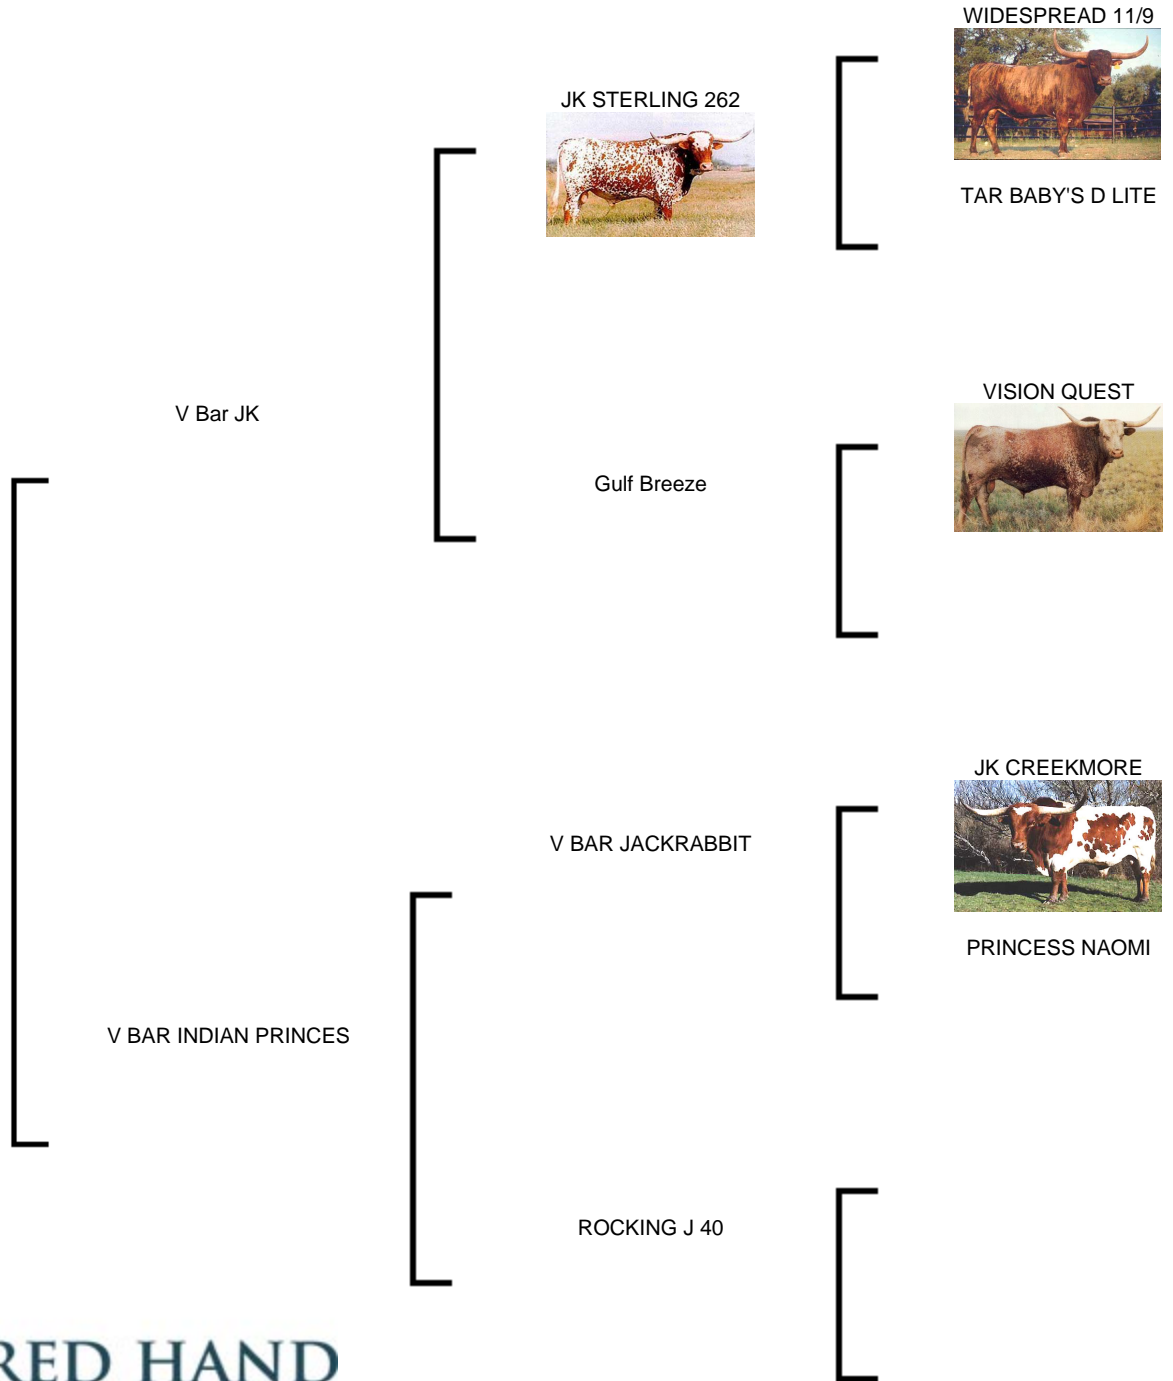 WIDESPREAD 11/9
JK STERLING 262
TAR BABY'S D LITE
VISION QUEST
V Bar JK
Gulf Breeze
JK CREEKMORE
V BAR JACKRABBIT
PRINCESS NAOMI
V BAR INDIAN PRINCES
ROCKING J 40
RED HAND